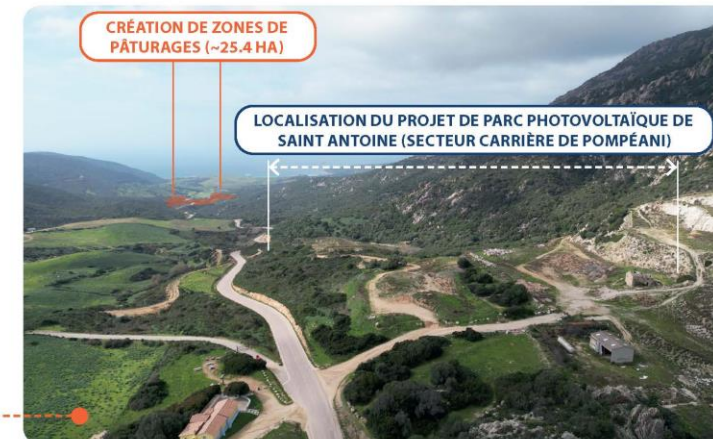 CRÉATION DE ZONES DE
PÂTURAGES (~25.4 HA)
LOCALISATION DU PROJET DE PARC PHOTOVOLTAÏQUE DE
SAINT ANTOINE (SECTEUR CARRIÈRE DE POMPÉANI)